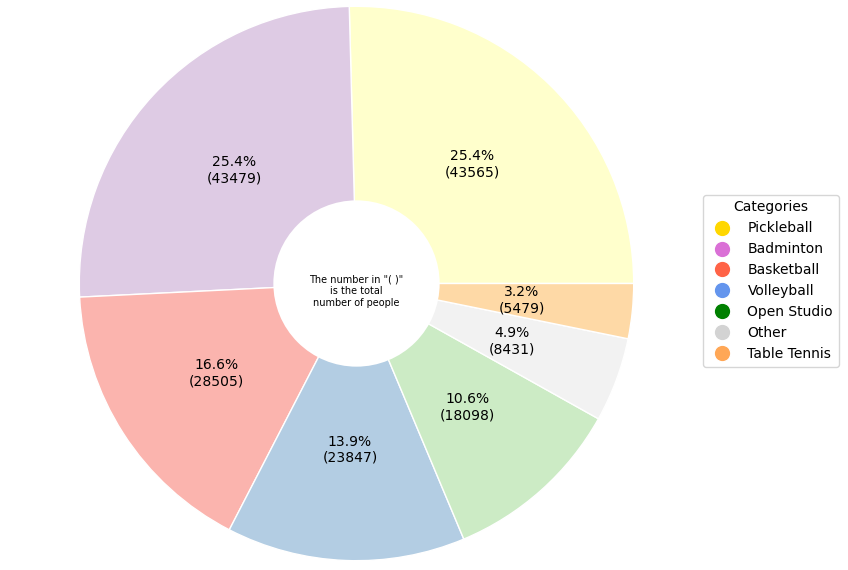 25.4%
(43479)
25.4%
(43565)
The number in "( )"
is the total
number of people
3.2%
(5479)
4.9%
(8431)
16.6%
(28505)
10.6%
(18098)
13.9%
(23847)
Categories
Pickleball
Badminton
Basketball
Volleyball
Open Studio
Other
Table Tennis